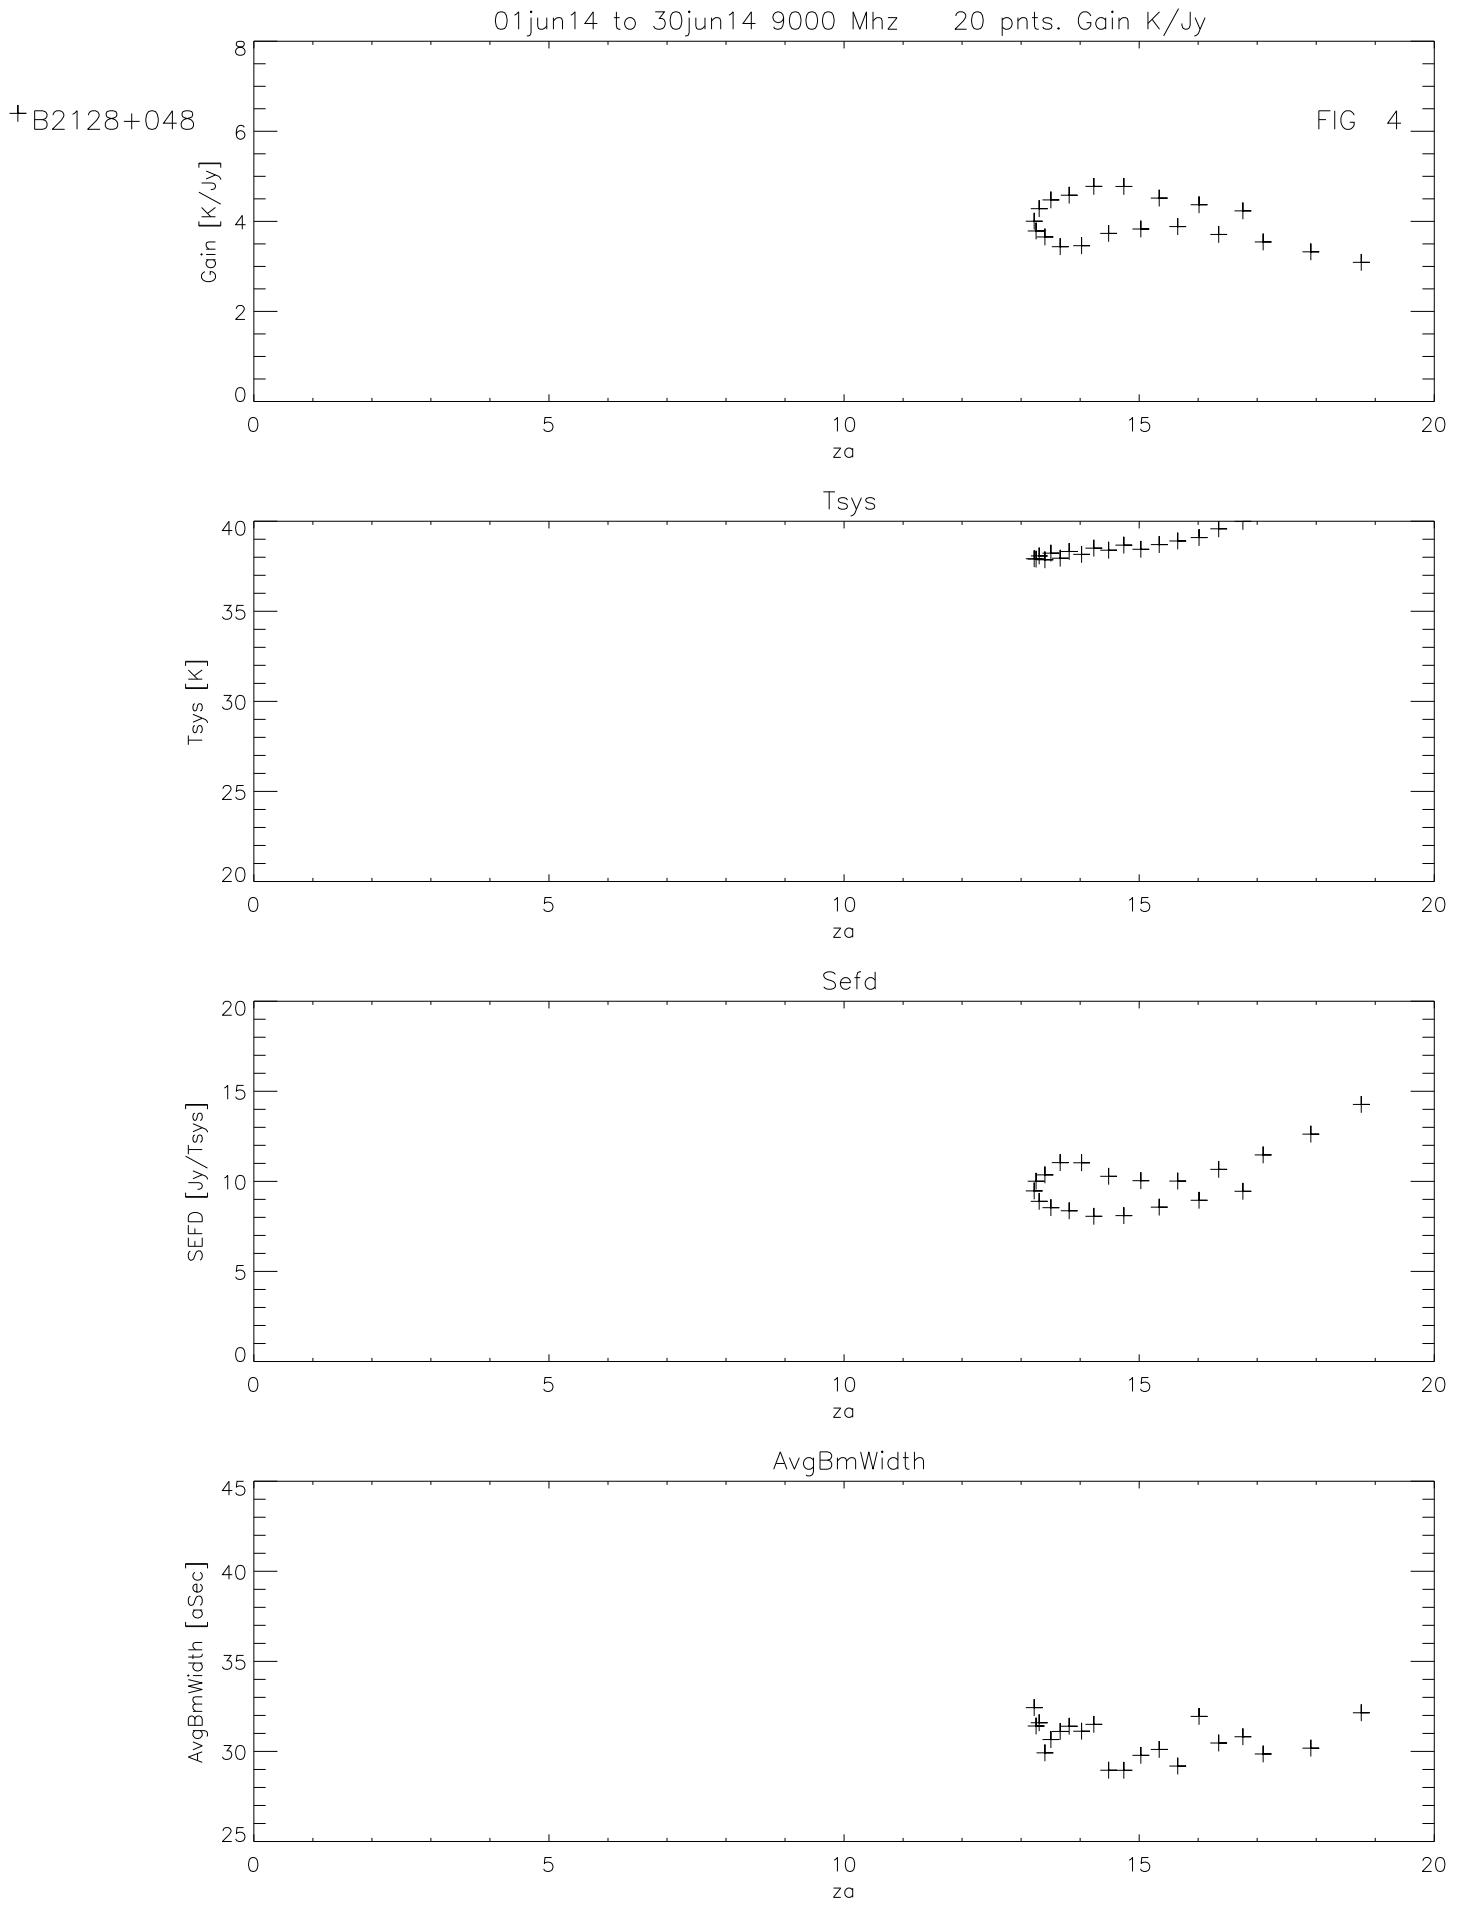 01jun14 to 30jun14 9000 Mhz 20 pnts. Gain K/Jy
+B2128+048
FIG 4
Gain [K/Jy]
8
6
4
2
0
0 5 10 15 20
za
Tsys
Tsys [K]
40
35
30
25
20
0 5 10 15 20
za
Sefd
SEFD [Jy/Tsys]
20
15
10
5
0
0 5 10 15 20
za
AvgBmWidth
AvgBmWidth [aSec]
45
40
35
30
25
0 5 10 15 20
za